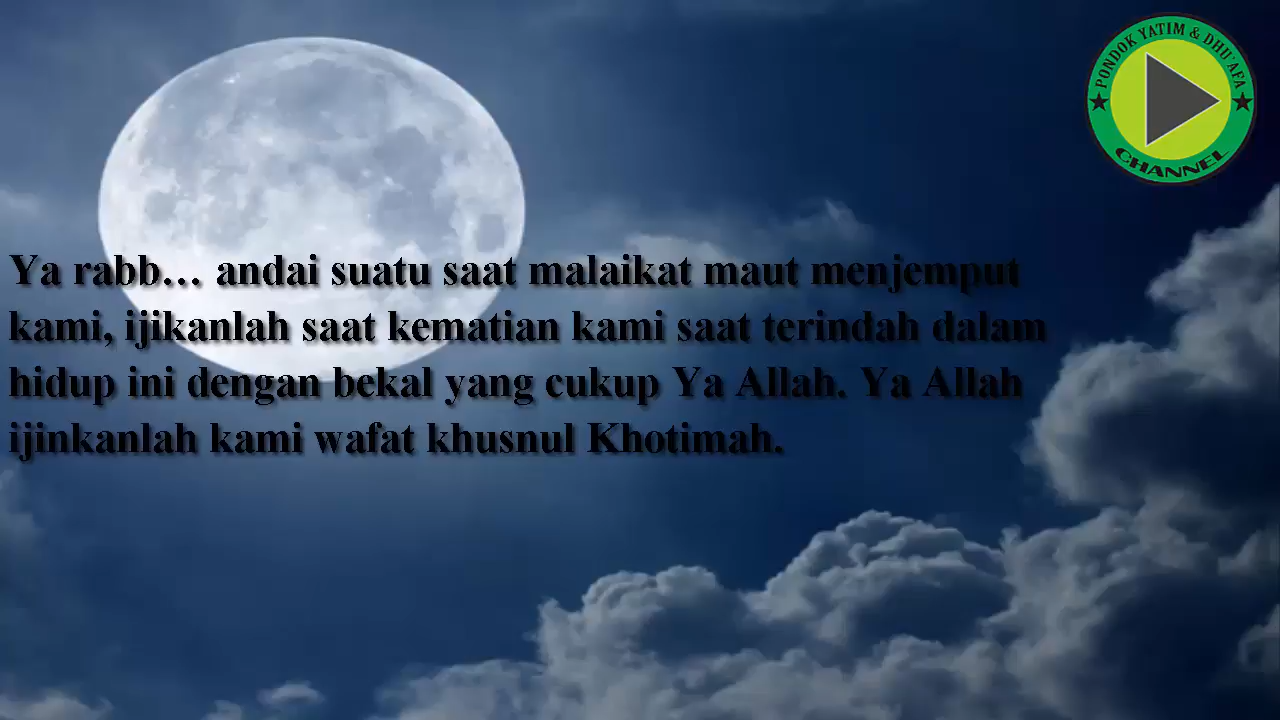 PONDOK YATIM & DHU'AFA
CHANNEL
Ya rabb… andai suatu saat malaikat maut menjemput
kami, ijikanlah saat kematian kami saat terindah dalam
hidup ini dengan bekal yang cukup Ya Allah. Ya Allah
ijinkanlah kami wafat khusnul Khotimah.